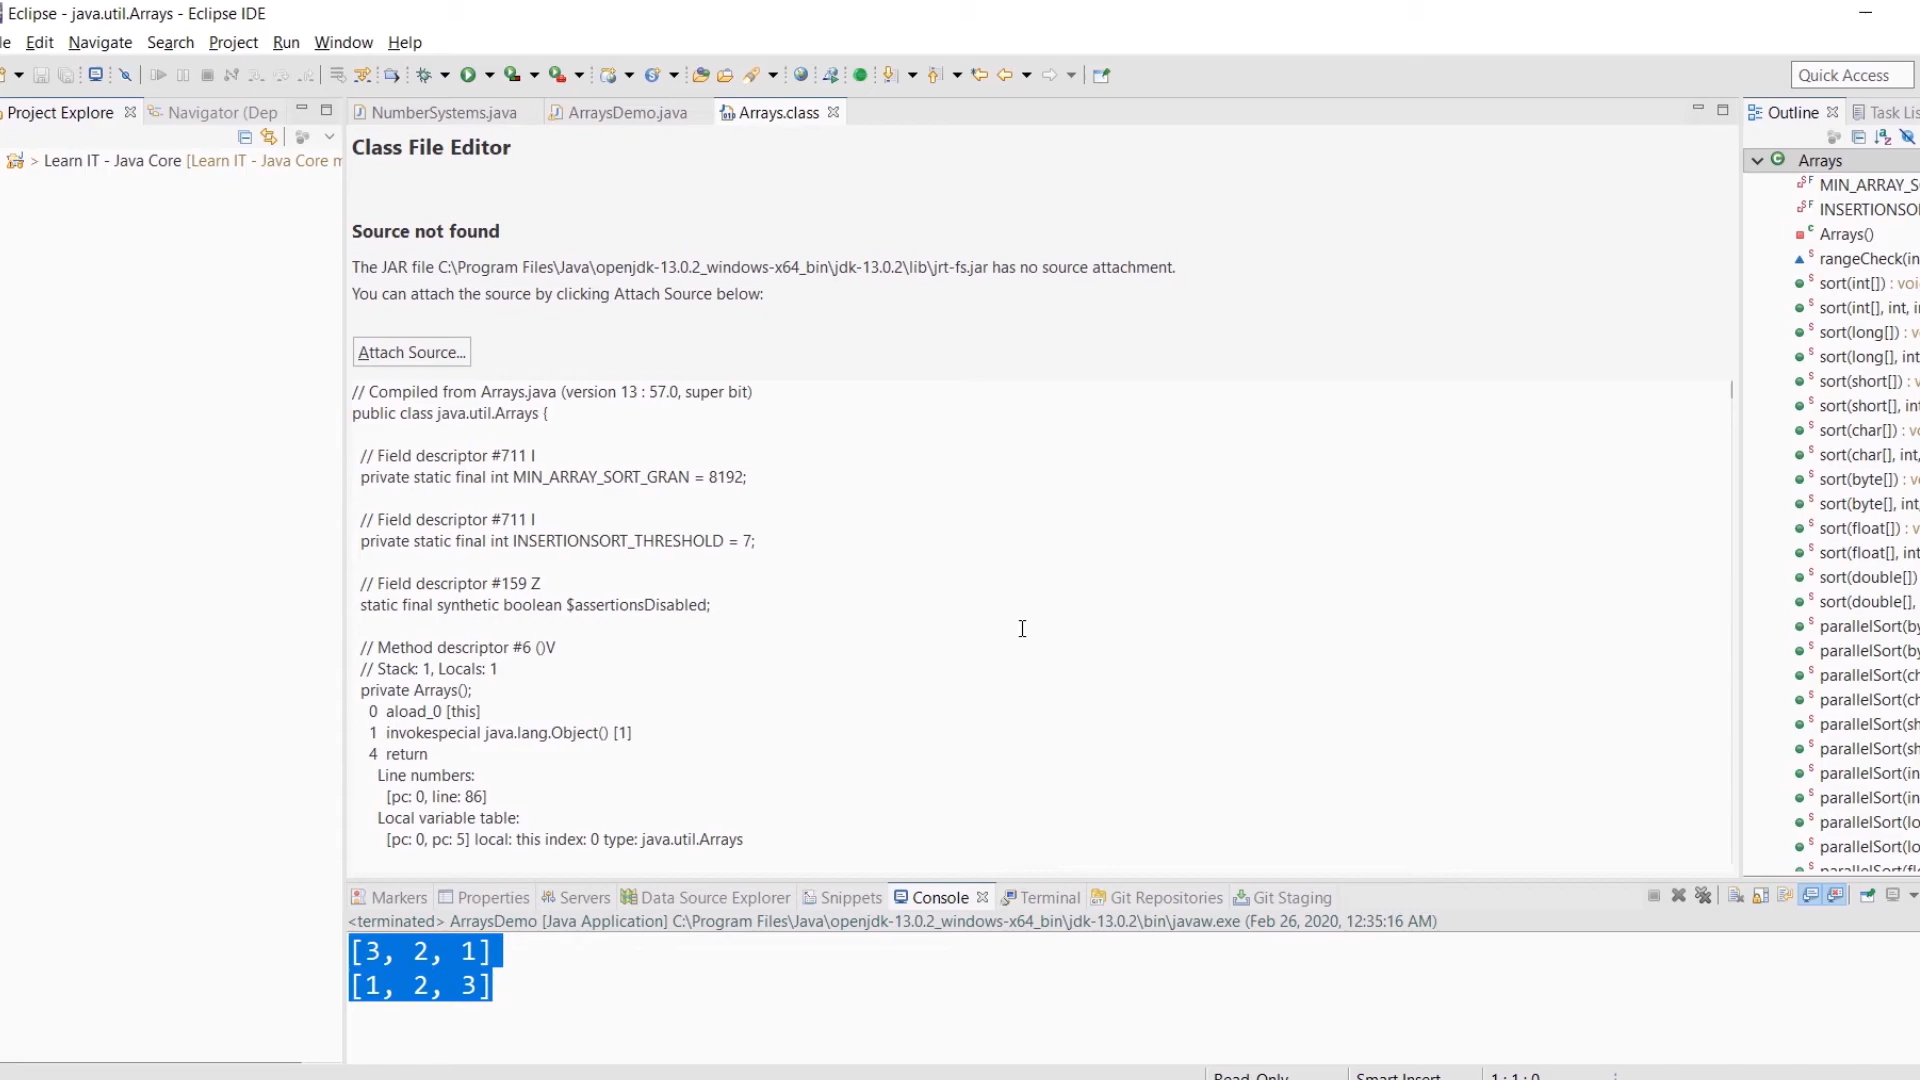 Eclipse - java.util.Arrays - Eclipse IDE
le Edit Navigate Search Project Run Window Help
Quick Access
Project Explore
Navigator (Dep
NumberSystems.java
ArraysDemo.java
Arrays.class
Outline
Task Lis
> Learn IT - Java Core [Learn IT - Java Core m
Class File Editor
Source not found
The JAR file C:\Program Files\Java\openjdk-13.0.2_windows-x64_bin\jdk-13.0.2\lib\jrt-fs.jar has no source attachment.
You can attach the source by clicking Attach Source below:
Attach Source...
// Compiled from Arrays.java (version 13 : 57.0, super bit)
public class java.util.Arrays {
// Field descriptor #711 I
private static final int MIN_ARRAY_SORT_GRAN = 8192;
// Field descriptor #711 I
private static final int INSERTIONSORT_THRESHOLD = 7;
// Field descriptor #159 Z
static final synthetic boolean $assertionsDisabled;
// Method descriptor #6 ()V
// Stack: 1, Locals: 1
private Arrays();
0 aload_0 [this]
1 invokespecial java.lang.Object() [1]
4 return
Line numbers:
[pc: 0, line: 86]
Local variable table:
[pc: 0, pc: 5] local: this index: 0 type: java.util.Arrays
Arrays
MIN_ARRAY_S
INSERTIONSO
Arrays()
rangeCheck(in
sort(int[]) : voi
sort(int[], int, i
sort(long[]) : v
sort(long[], int
sort(short[]) : v
sort(short[], int
sort(char[]) : v
sort(char[], int,
sort(byte[]) : v
sort(byte[], int
sort(float[]) : v
sort(float[], int
sort(double[])
sort(double[],
parallelSort(by
parallelSort(by
parallelSort(ch
parallelSort(ch
parallelSort(sh
parallelSort(sh
parallelSort(in
parallelSort(in
parallelSort(lo
parallelSort(lo
parallelSort(fl
Markers Properties Servers Data Source Explorer Snippets Console Terminal Git Repositories Git Staging
<terminated> ArraysDemo [Java Application] C:\Program Files\Java\openjdk-13.0.2_windows-x64_bin\jdk-13.0.2\bin\javaw.exe (Feb 26, 2020, 12:35:16 AM)
[3, 2, 1]
[1, 2, 3]
Read-Only Smart Insert 1 : 1 : 0